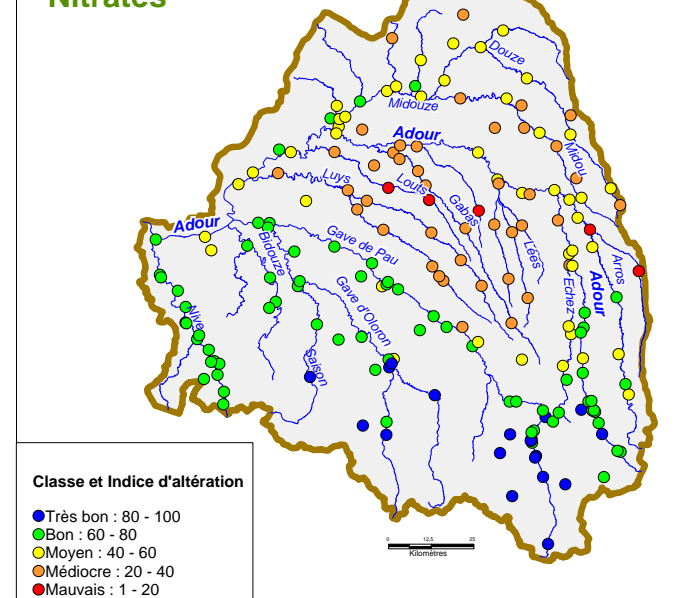 Nitrates
Douze
Midouze
Adour
Midou
Luys
Louts
Gabas
Adour
Bidouze
Gave de Pau
Lées
Arros
Echez
Adour
Gave d'Oloron
Nive
Saison
Classe et Indice d'altération
Très bon : 80 - 100
Bon : 60 - 80
Moyen : 40 - 60
Médiocre : 20 - 40
Mauvais : 1 - 20
0 12,5 25
Kilomètres